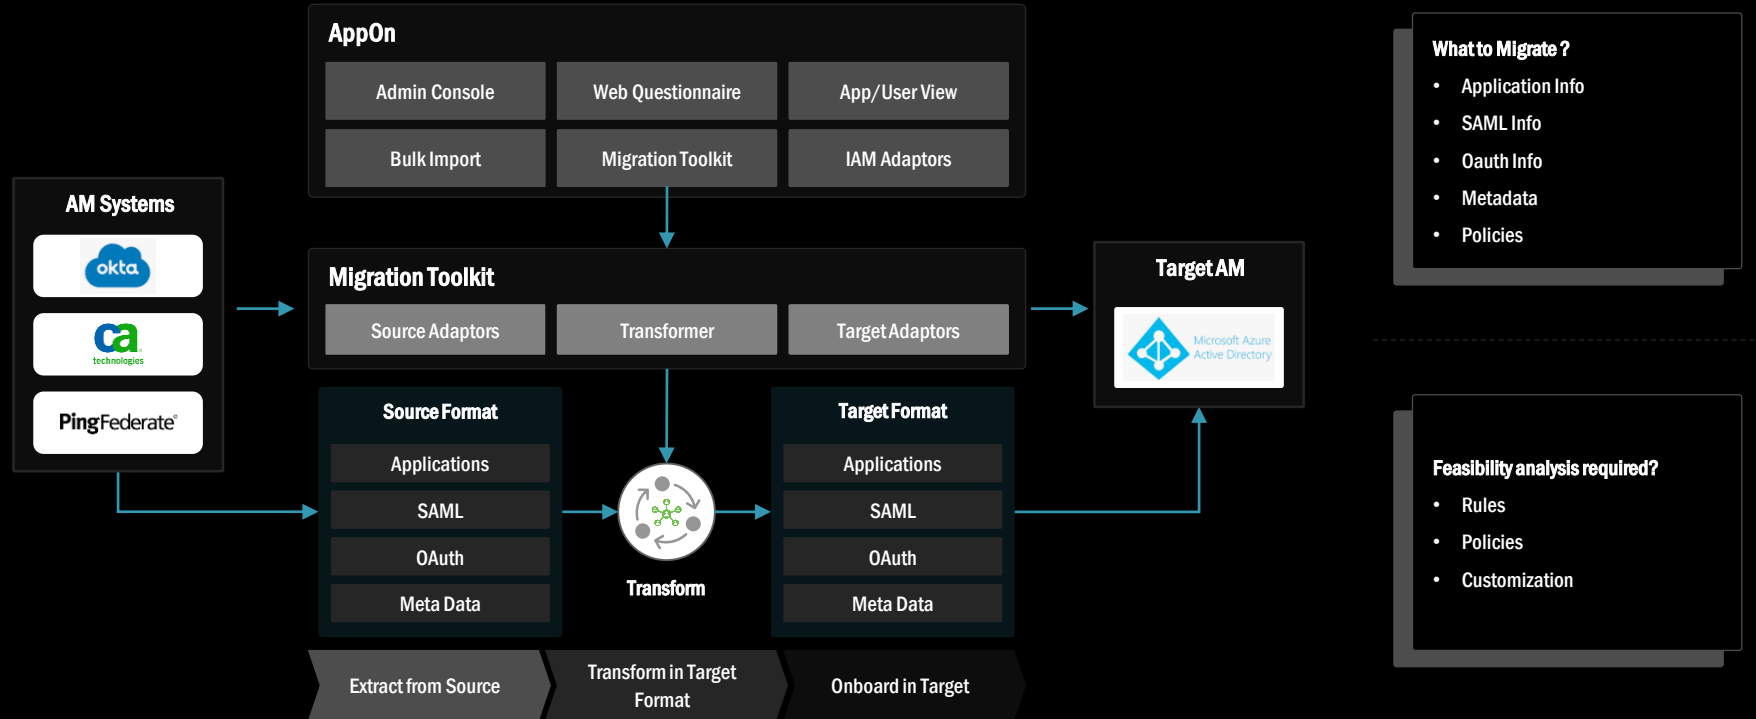 AppOn
Admin Console
Web Questionnaire
App/User View
Bulk Import
Migration Toolkit
IAM Adaptors
AM Systems
okta
ca
technologies
PingFederate®
Migration Toolkit
Source Adaptors
Transformer
Target Adaptors
Target AM
Microsoft Azure
Active Directory
Source Format
Applications
SAML
OAuth
Meta Data
Transform
Target Format
Applications
SAML
OAuth
Meta Data
Extract from Source
Transform in Target
Format
Onboard in Target
What to Migrate ?
• Application Info
• SAML Info
• Oauth Info
• Metadata
• Policies
Feasibility analysis required?
• Rules
• Policies
• Customization